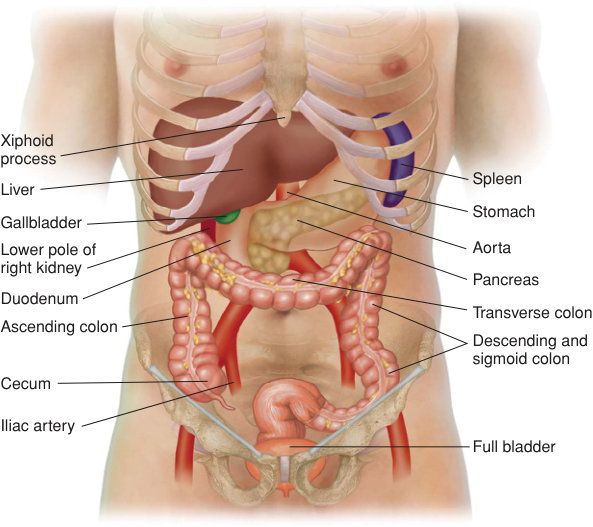 Xiphoid
process
Liver
Gallbladder
Lower pole of
right kidney
Duodenum
Ascending colon
Cecum
Iliac artery
Spleen
Stomach
Aorta
Pancreas
Transverse colon
Descending and
sigmoid colon
Full bladder